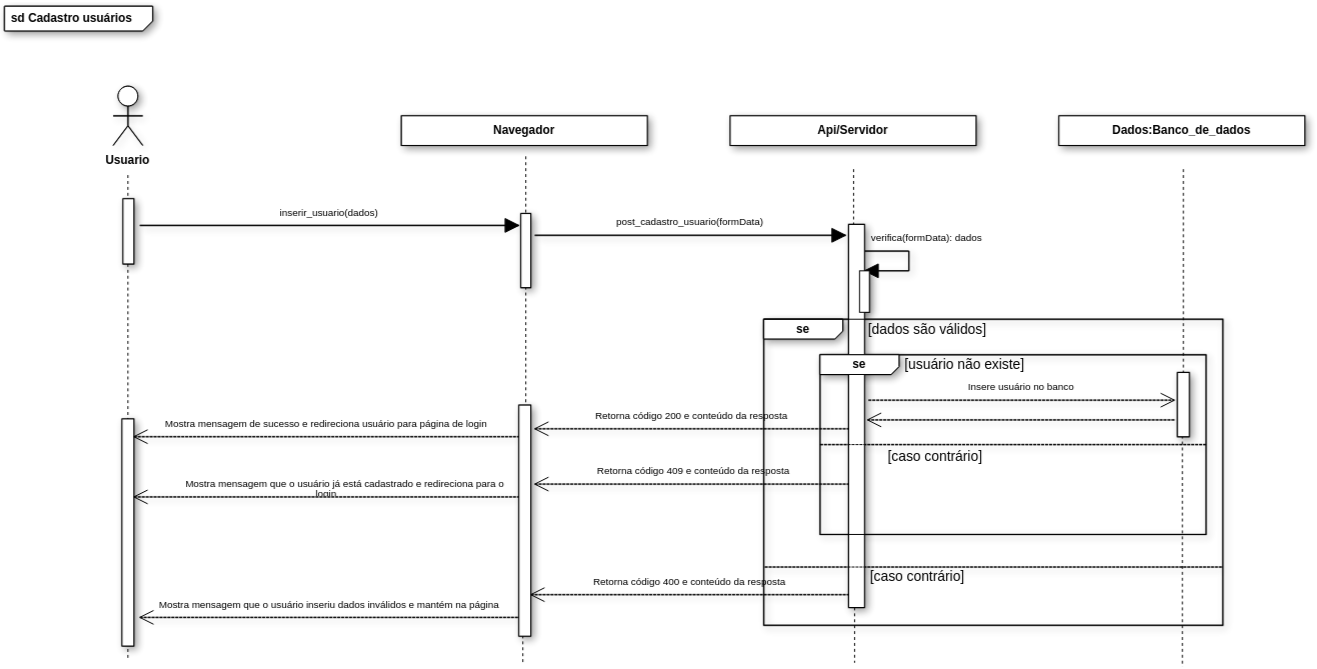 sd Cadastro usuários
Usuario
Navegador
Api/Servidor
Dados:Banco_de_dados
inserir_usuario(dados)
post_cadastro_usuario(formData)
verifica(formData): dados
se
[dados são válidos]
se
[usuário não existe]
Insere usuário no banco
Retorna código 200 e conteúdo da resposta
Mostra mensagem de sucesso e redireciona usuário para página de login
[caso contrário]
Retorna código 409 e conteúdo da resposta
Mostra mensagem que o usuário já está cadastrado e redireciona para o
login
[caso contrário]
Retorna código 400 e conteúdo da resposta
Mostra mensagem que o usuário inseriu dados inválidos e mantém na página